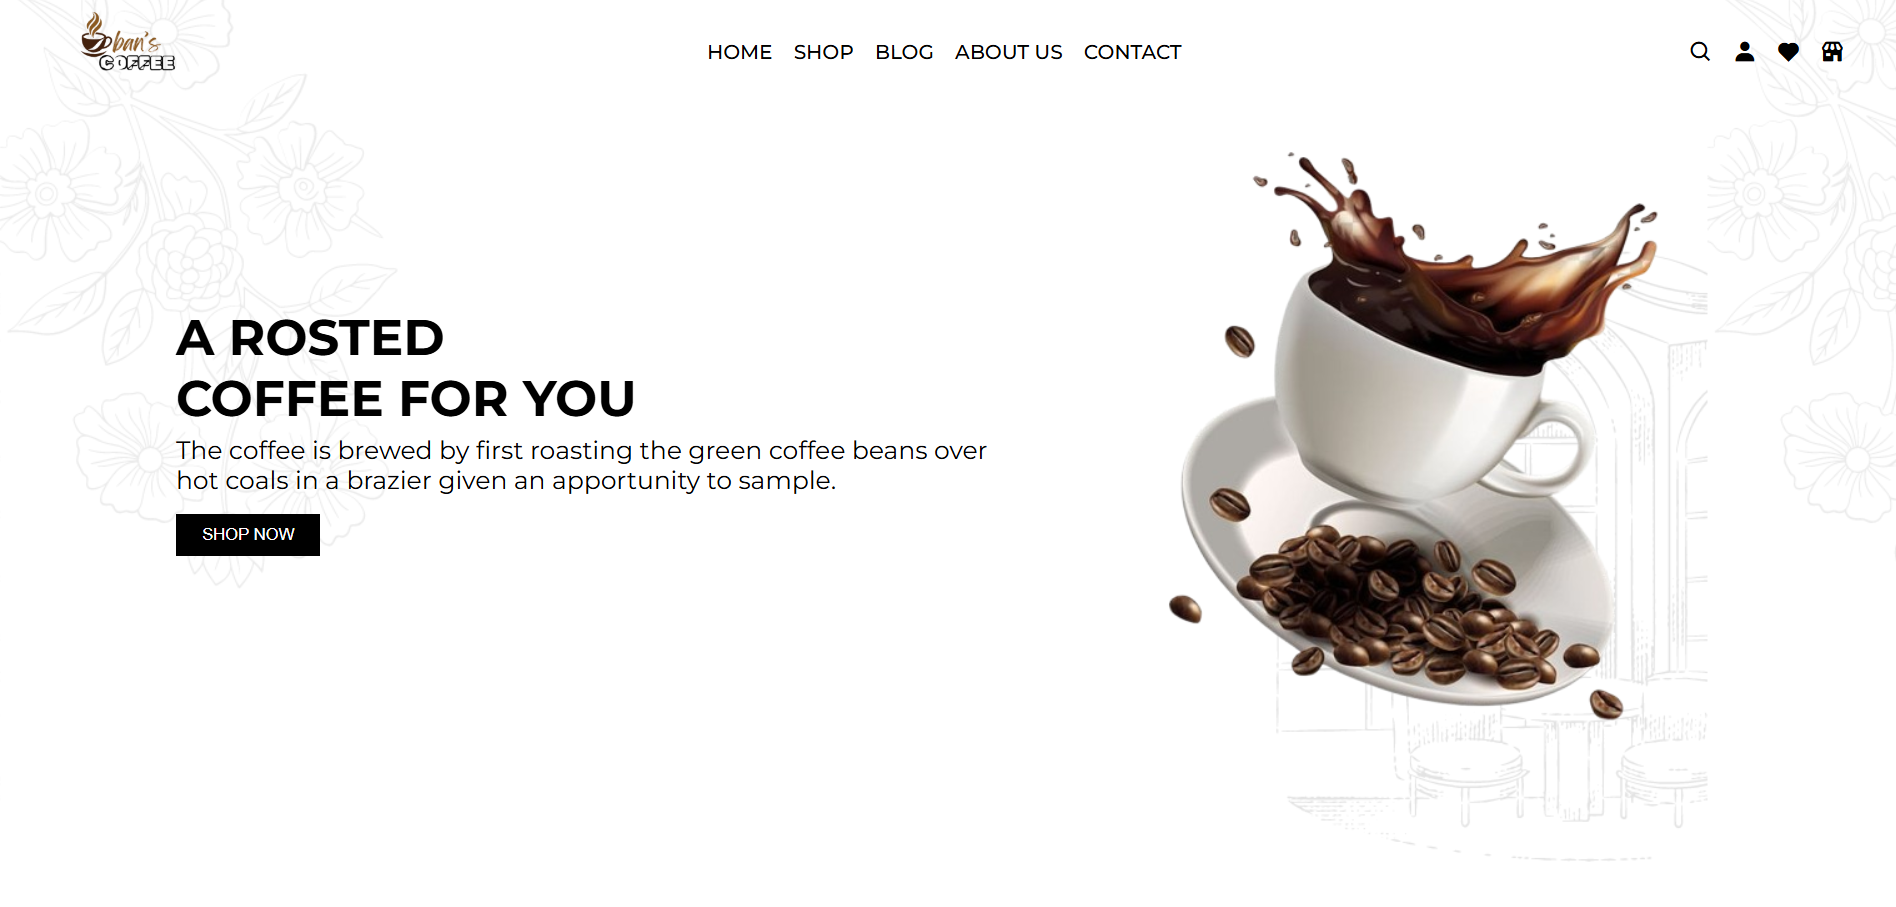 ban's
COFFEE
HOME SHOP BLOG ABOUT US CONTACT
A ROSTED
COFFEE FOR YOU
The coffee is brewed by first roasting the green coffee beans over
hot coals in a brazier given an apportunity to sample.
SHOP NOW